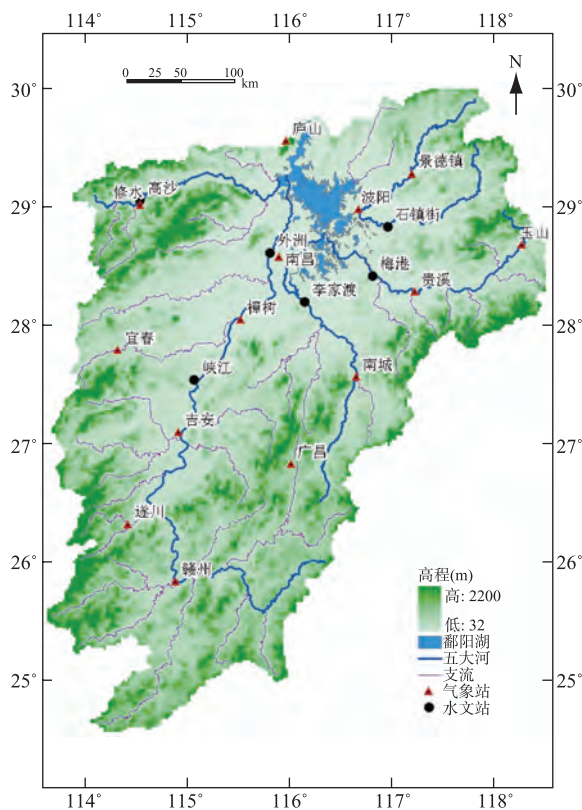 114° 115° 116° 117° 118°
0 25 50 100
km
N
30°
29°
28°
27°
26°
25°
30°
29°
28°
27°
26°
25°
庐山
景德镇
修水 高沙
波阳
石镇街
玉山
外洲
南昌
梅港
贵溪
李家渡
樟树
宜春
峡江
南城
吉安
广昌
遂川
赣州
高程(m)
高: 2200
低: 32
鄱阳湖
五大河
支流
气象站
水文站
114° 115° 116° 117° 118°